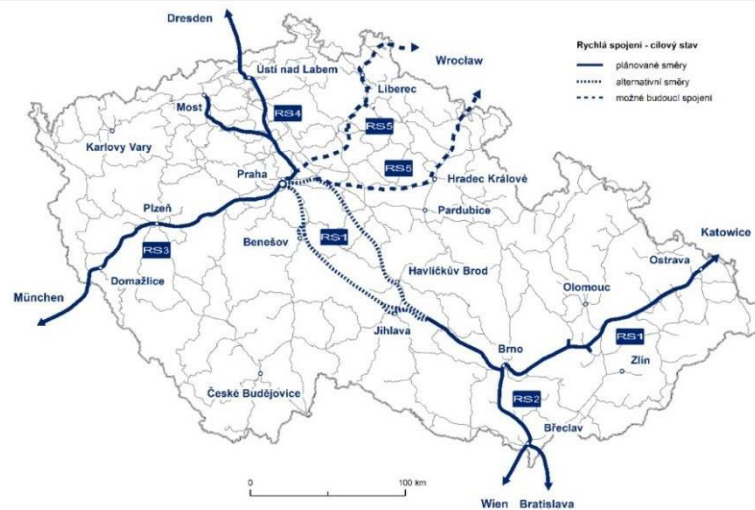 Dresden
Wrocław
Rychlá spojení - cílový stav
plánované směry
alternativní směry
možné budoucí spojení
Ústí nad Labem
Liberec
Most
RS4
RS5
Karlovy Vary
RS5
Praha
Hradec Králové
Plzeň
Pardubice
RS1
Benešov
RS3
Katowice
Havlíčkův Brod
Ostrava
Domažlice
Olomouc
München
Jihlava
RS1
Brno
Zlín
České Budějovice
RS2
Břeclav
0
100 km
Wien
Bratislava